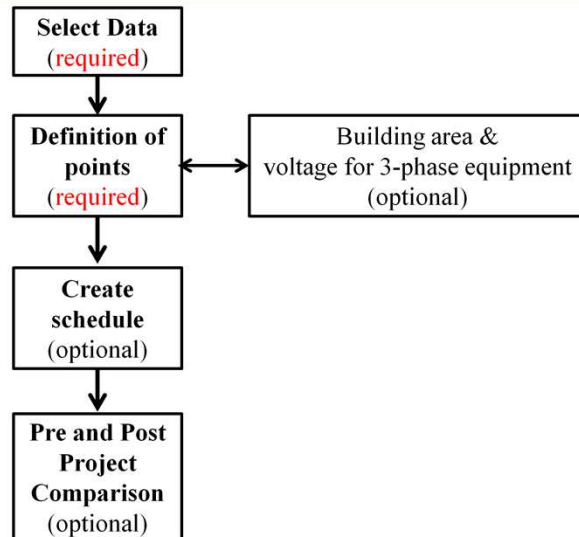 Select Data
(required)
Definition of
points
(required)
Building area &
voltage for 3-phase equipment
(optional)
Create
schedule
(optional)
Pre and Post
Project
Comparison
(optional)